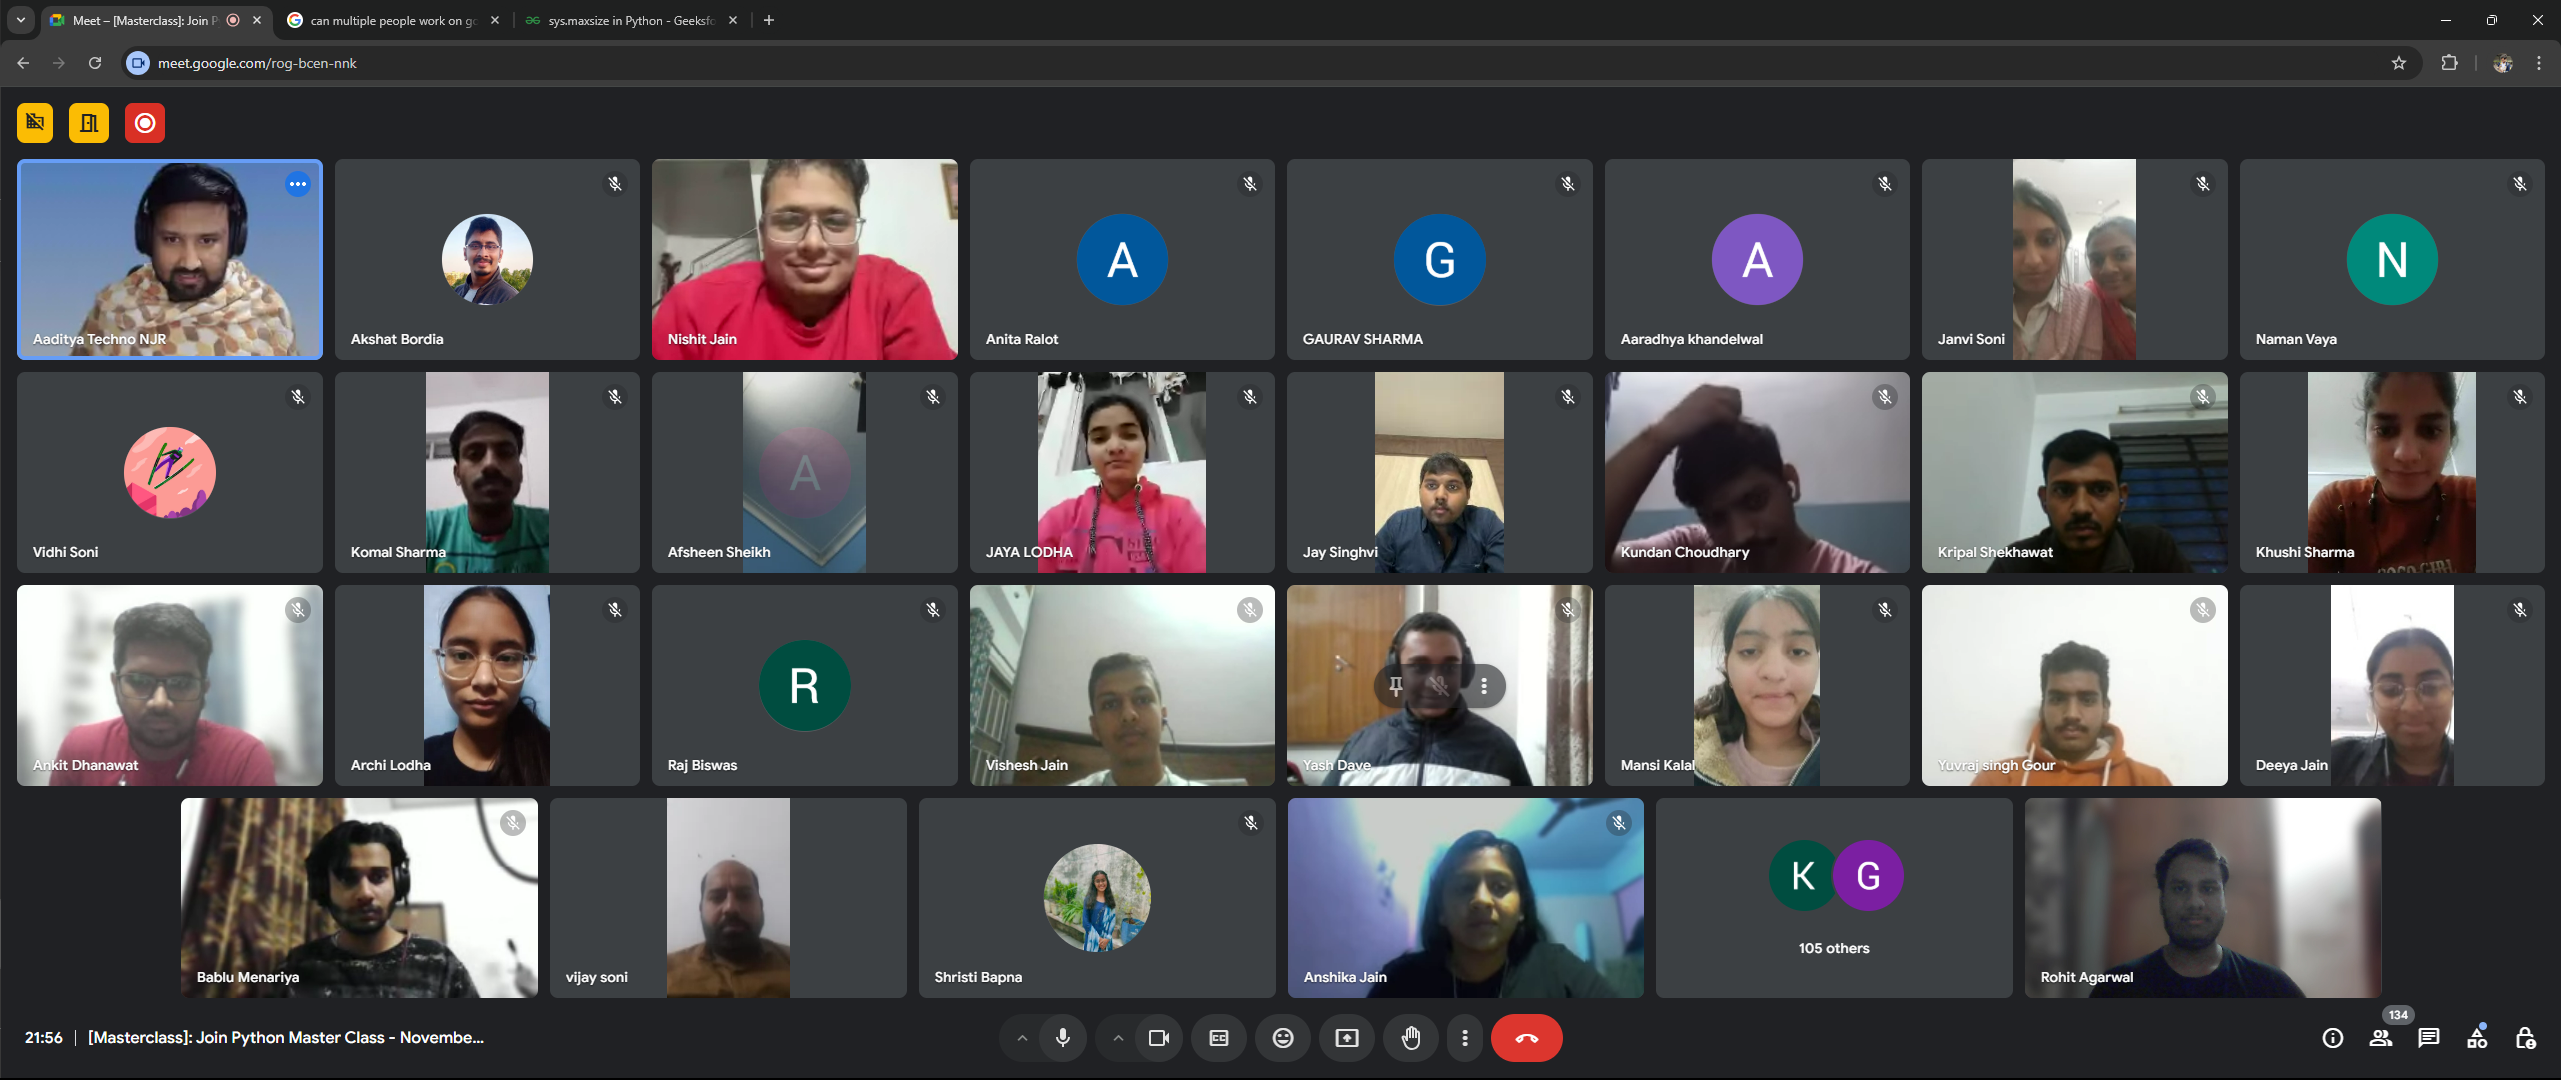 Meet – [Masterclass]: Join P
can multiple people work on go
sys.maxsize in Python - Geeksfo
meet.google.com/rog-bcen-nnk
Aaditya Techno NJR
Akshat Bordia
Nishit Jain
A
Anita Ralot
G
GAURAV SHARMA
A
Aaradhya khandelwal
Janvi Soni
N
Naman Vaya
Vidhi Soni
Komal Sharma
A
Afsheen Sheikh
JAYA LODHA
Jay Singhvi
Kundan Choudhary
Kripal Shekhawat
Khushi Sharma
Ankit Dhanawat
Archi Lodha
R
Raj Biswas
Vishesh Jain
Yash Dave
Mansi Kalal
Yuvraj singh Gour
Deeya Jain
Bablu Menariya
vijay soni
Shristi Bapna
Anshika Jain
K G
105 others
Rohit Agarwal
21:56 | [Masterclass]: Join Python Master Class - Novembe...
CC
134